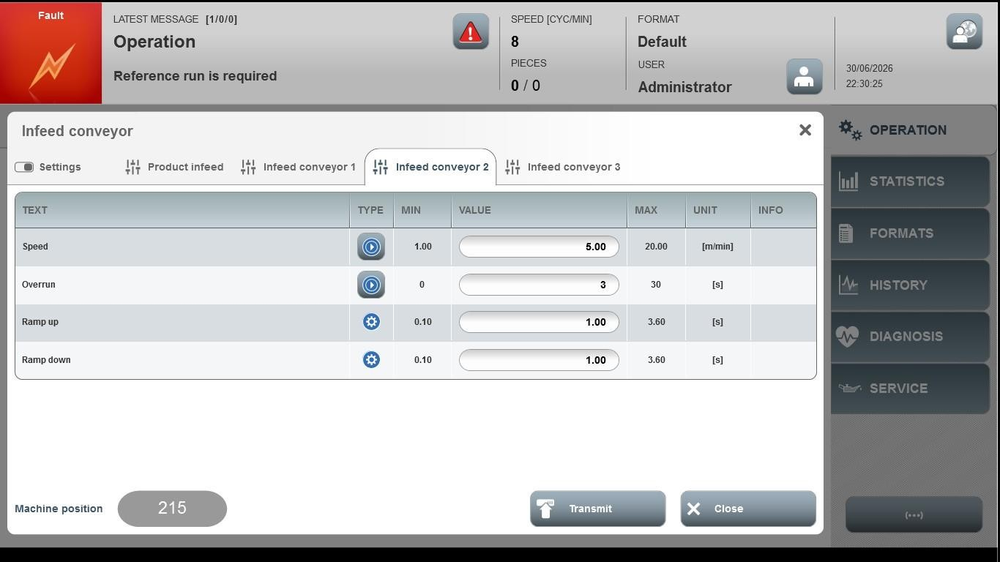 Fault
LATEST MESSAGE [1/0/0]
Operation
Reference run is required
SPEED [CYC/MIN]
8
PIECES
0 / 0
FORMAT
Default
USER
Administrator
30/06/2026
22:30:25
Infeed conveyor
Settings Product infeed Infeed conveyor 1 Infeed conveyor 2 Infeed conveyor 3
TEXT TYPE MIN VALUE MAX UNIT INFO
Speed 1.00 5.00 20.00 [m/min]
Overrun 0 3 30 [s]
Ramp up 0.10 1.00 3.60 [s]
Ramp down 0.10 1.00 3.60 [s]
Machine position 215
Transmit
Close
OPERATION
STATISTICS
FORMATS
HISTORY
DIAGNOSIS
SERVICE
(•••)